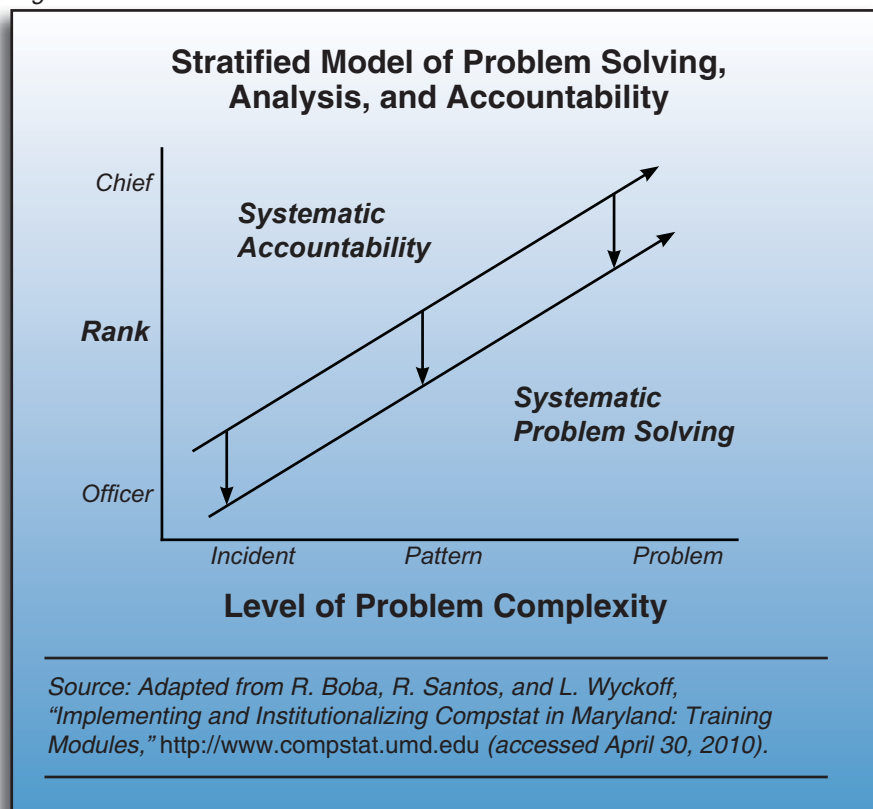 Stratified Model of Problem Solving,
Analysis, and Accountability
Chief
Systematic
Accountability
Rank
Systematic
Problem Solving
Officer
Incident Pattern Problem
Level of Problem Complexity
Source: Adapted from R. Boba, R. Santos, and L. Wyckoff,
“Implementing and Institutionalizing Compstat in Maryland: Training
Modules,” http://www.compstat.umd.edu (accessed April 30, 2010).